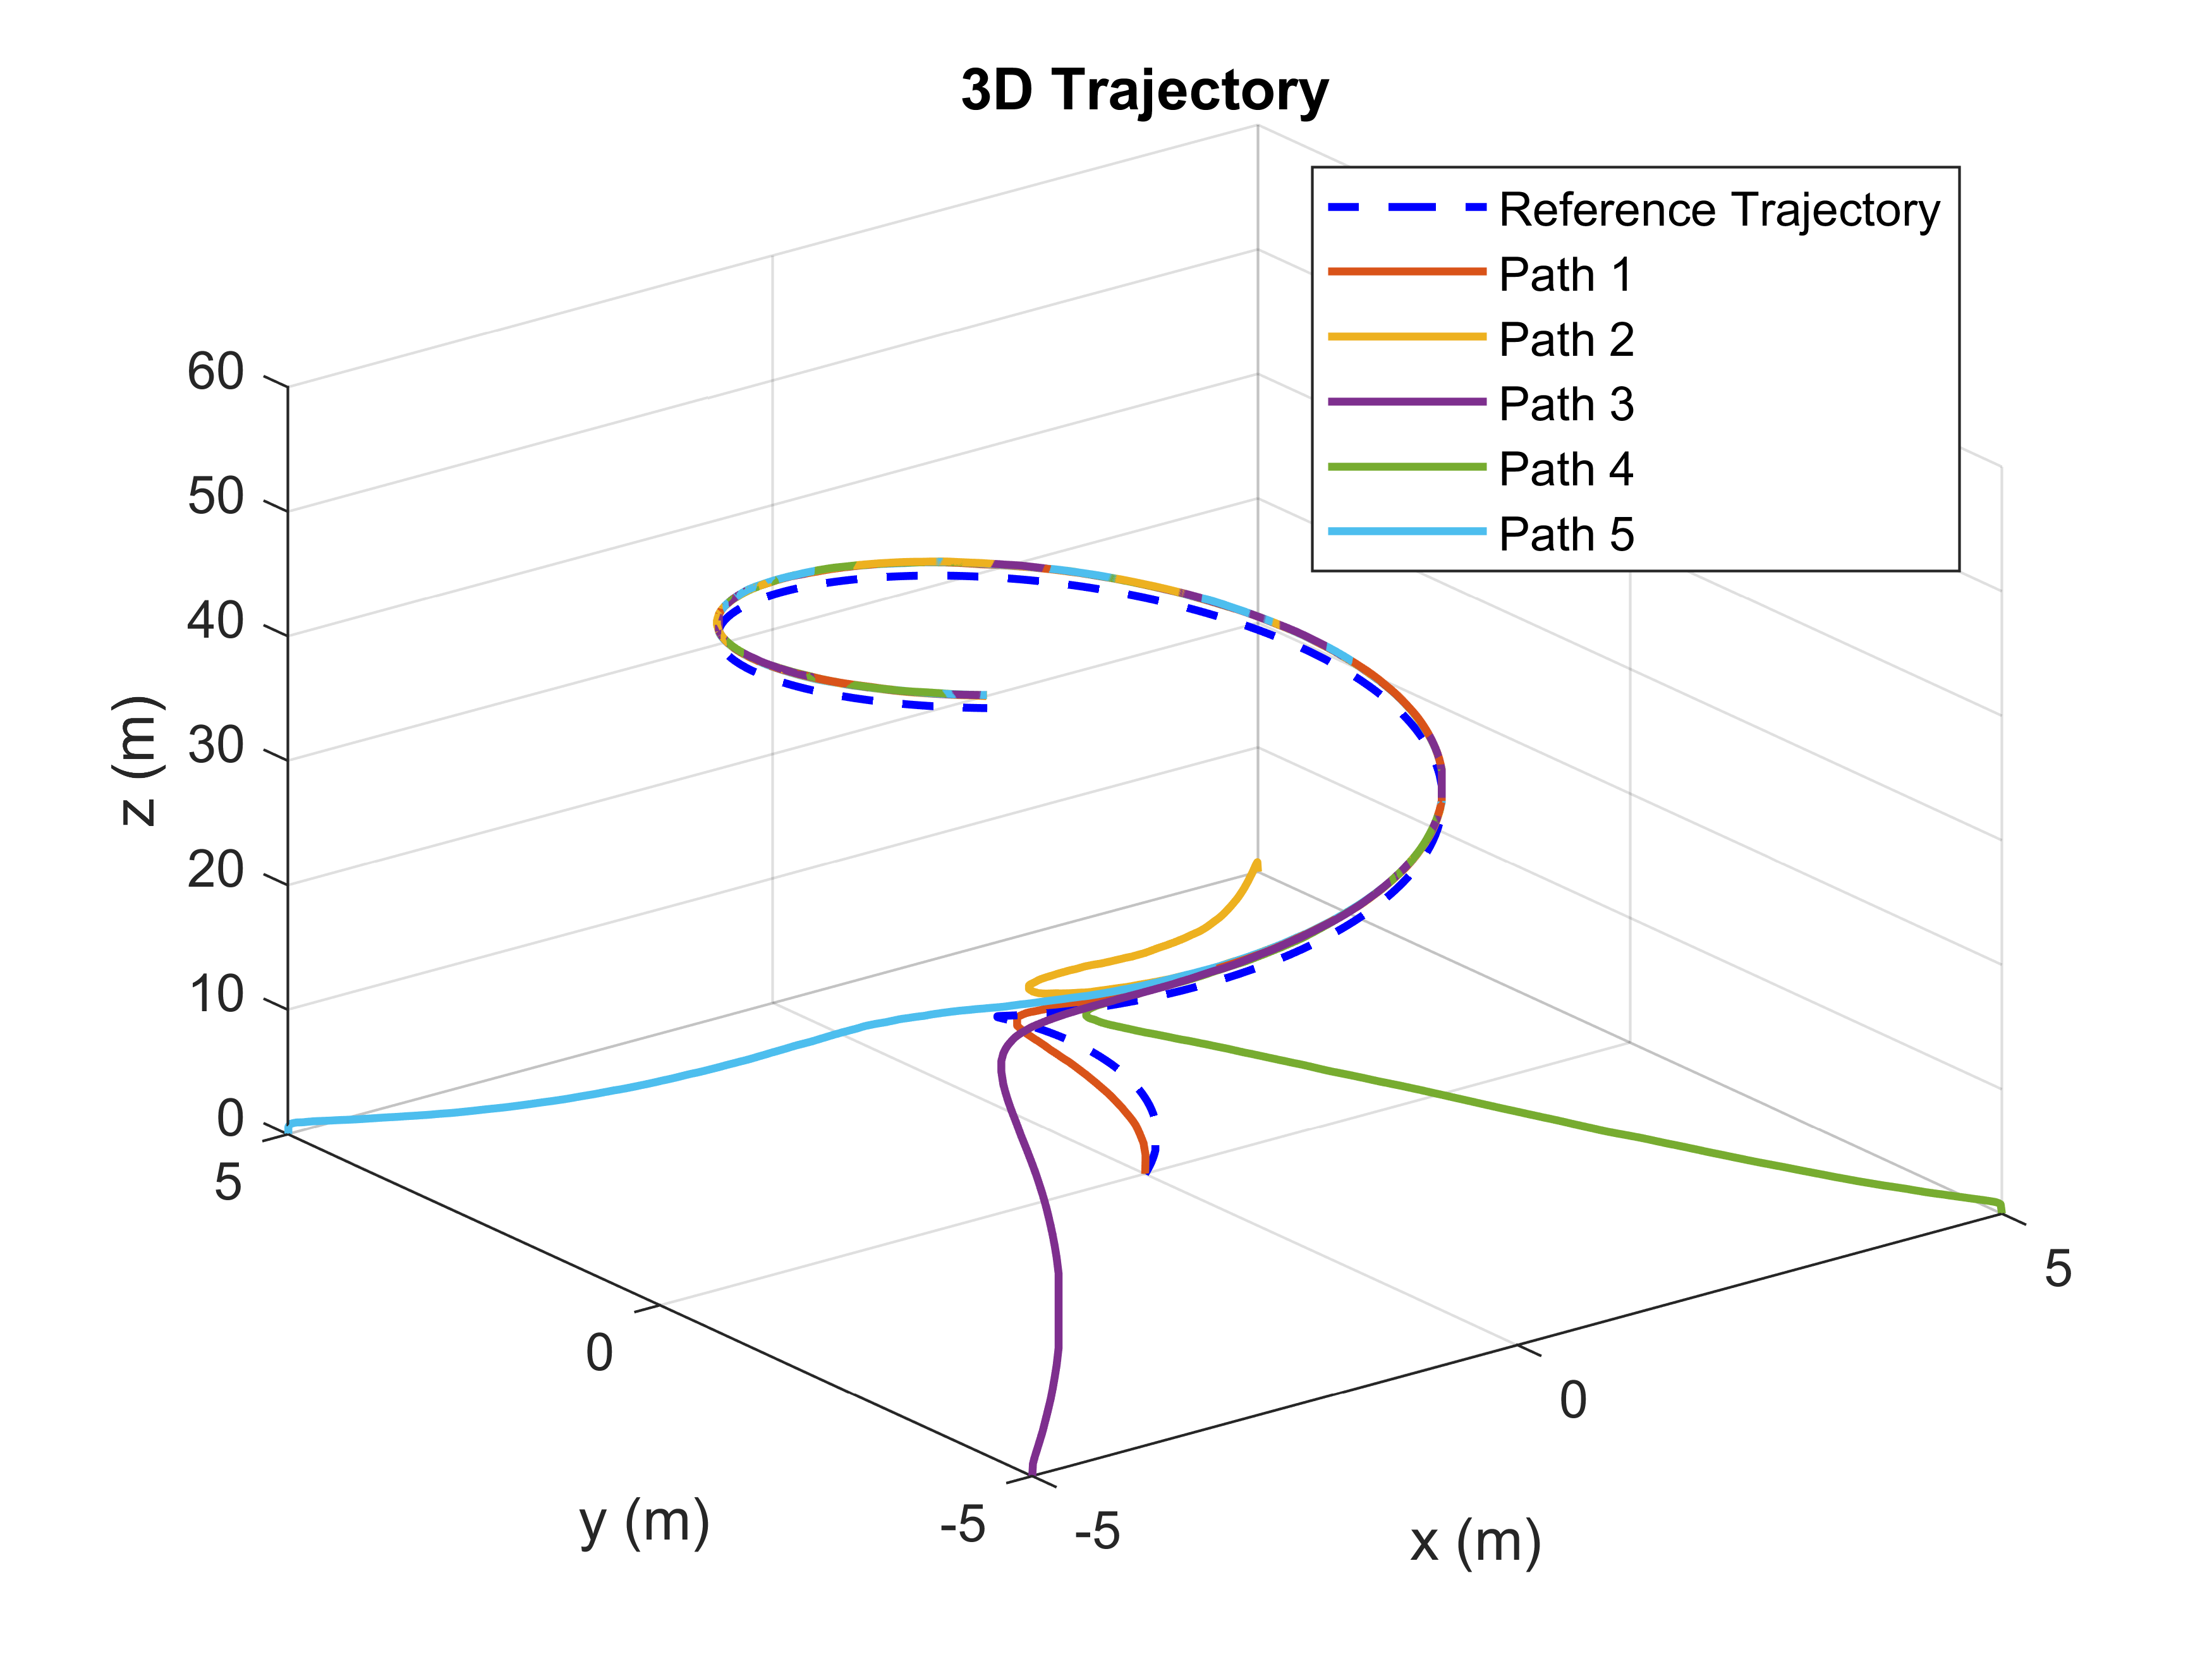 3D Trajectory
Reference Trajectory
Path 1
Path 2
Path 3
Path 4
Path 5
60
50
40
30
20
10
0
z (m)
5
0
-5
y (m)
-5
0
5
x (m)